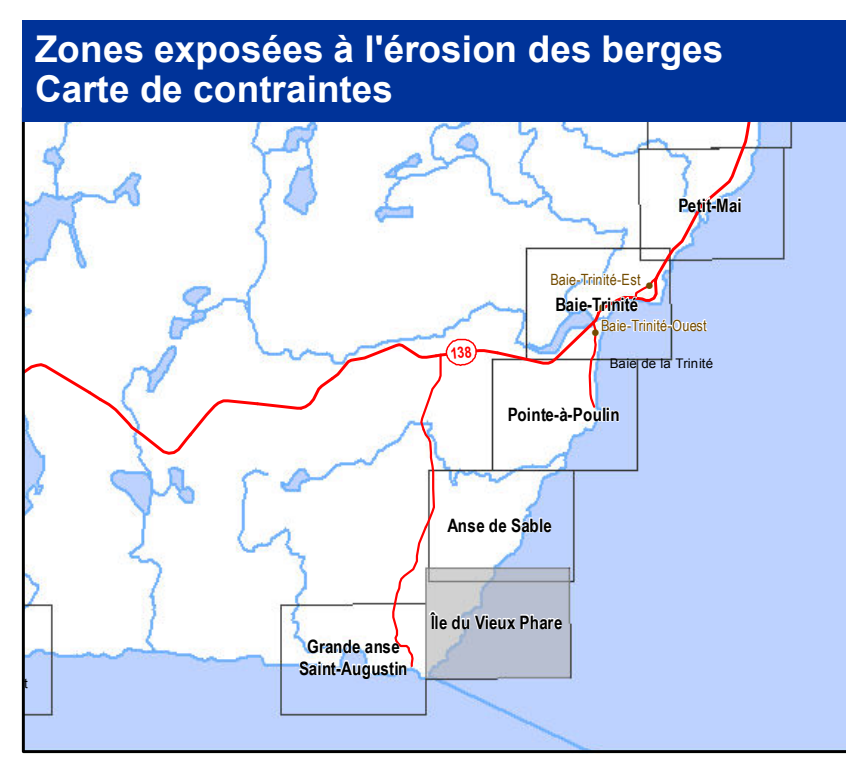 Zones exposées à l'érosion des berges
Carte de contraintes
Petit-Mai
Baie-Trinité-Est
Baie-Trinité
Baie-Trinité-Ouest
138
Baie de la Trinité
Pointe-à-Poulin
Anse de Sable
Île du Vieux Phare
Grande anse
Saint-Augustin
t